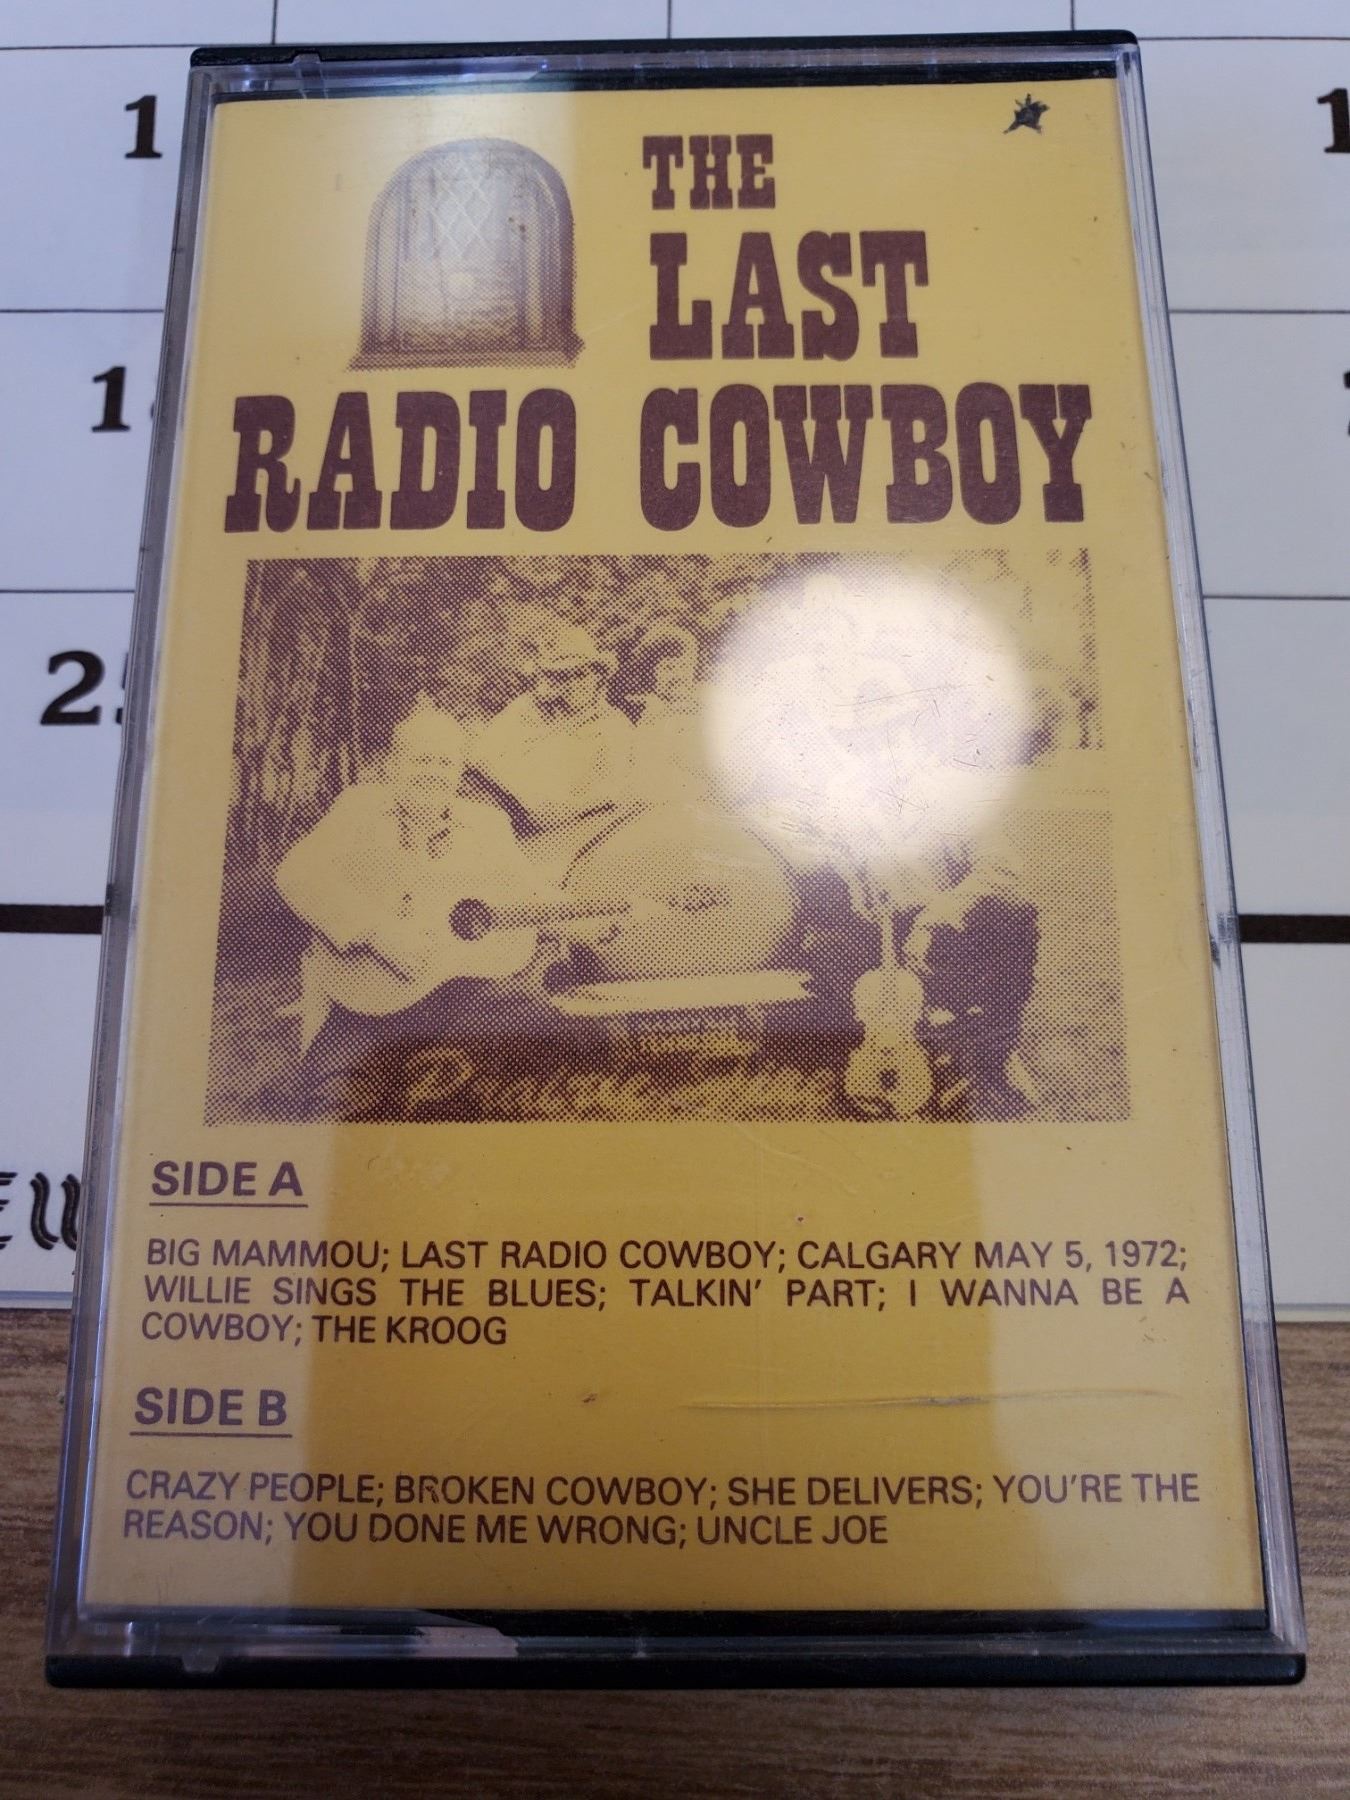 THE
LAST
RADIO COWBOY
SIDE A
BIG MAMMOU; LAST RADIO COWBOY; CALGARY MAY 5, 1972;
WILLIE SINGS THE BLUES; TALKIN' PART; I WANNA BE A
COWBOY; THE KROOG
SIDE B
CRAZY PEOPLE; BROKEN COWBOY; SHE DELIVERS; YOU'RE THE
REASON; YOU DONE ME WRONG; UNCLE JOE